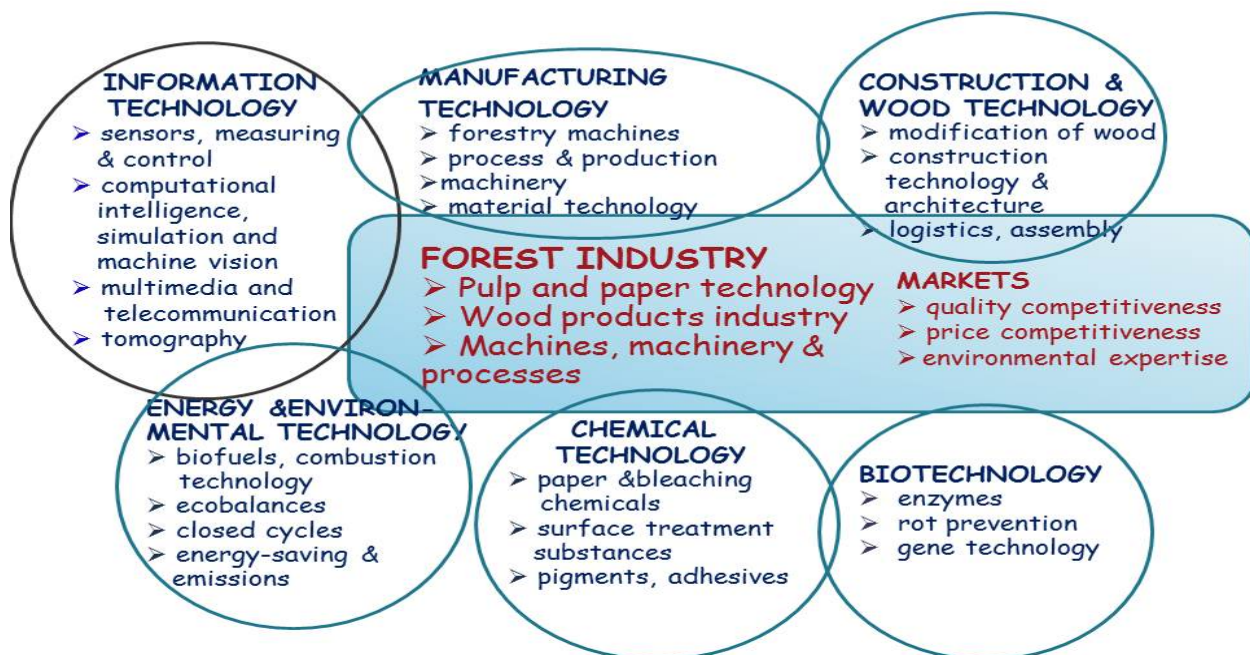 INFORMATION
TECHNOLOGY
➢ sensors, measuring
& control
➢ computational
intelligence,
simulation and
machine vision
➢ multimedia and
telecommunication
➢ tomography
MANUFACTURING
TECHNOLOGY
➢ forestry machines
➢ process & production
➢machinery
➢ material technology
CONSTRUCTION &
WOOD TECHNOLOGY
➢ modification of wood
➢ construction
technology &
architecture
➢ logistics, assembly
FOREST INDUSTRY
➢ Pulp and paper technology
➢ Wood products industry
➢ Machines, machinery &
processes
MARKETS
➢ quality competitiveness
➢ price competitiveness
➢ environmental expertise
ENERGY &ENVIRON-
MENTAL TECHNOLOGY
➢ biofuels, combustion
technology
➢ ecobalances
➢ closed cycles
➢ energy-saving &
emissions
CHEMICAL
TECHNOLOGY
➢ paper &bleaching
chemicals
➢ surface treatment
substances
➢ pigments, adhesives
BIOTECHNOLOGY
➢ enzymes
➢ rot prevention
➢ gene technology